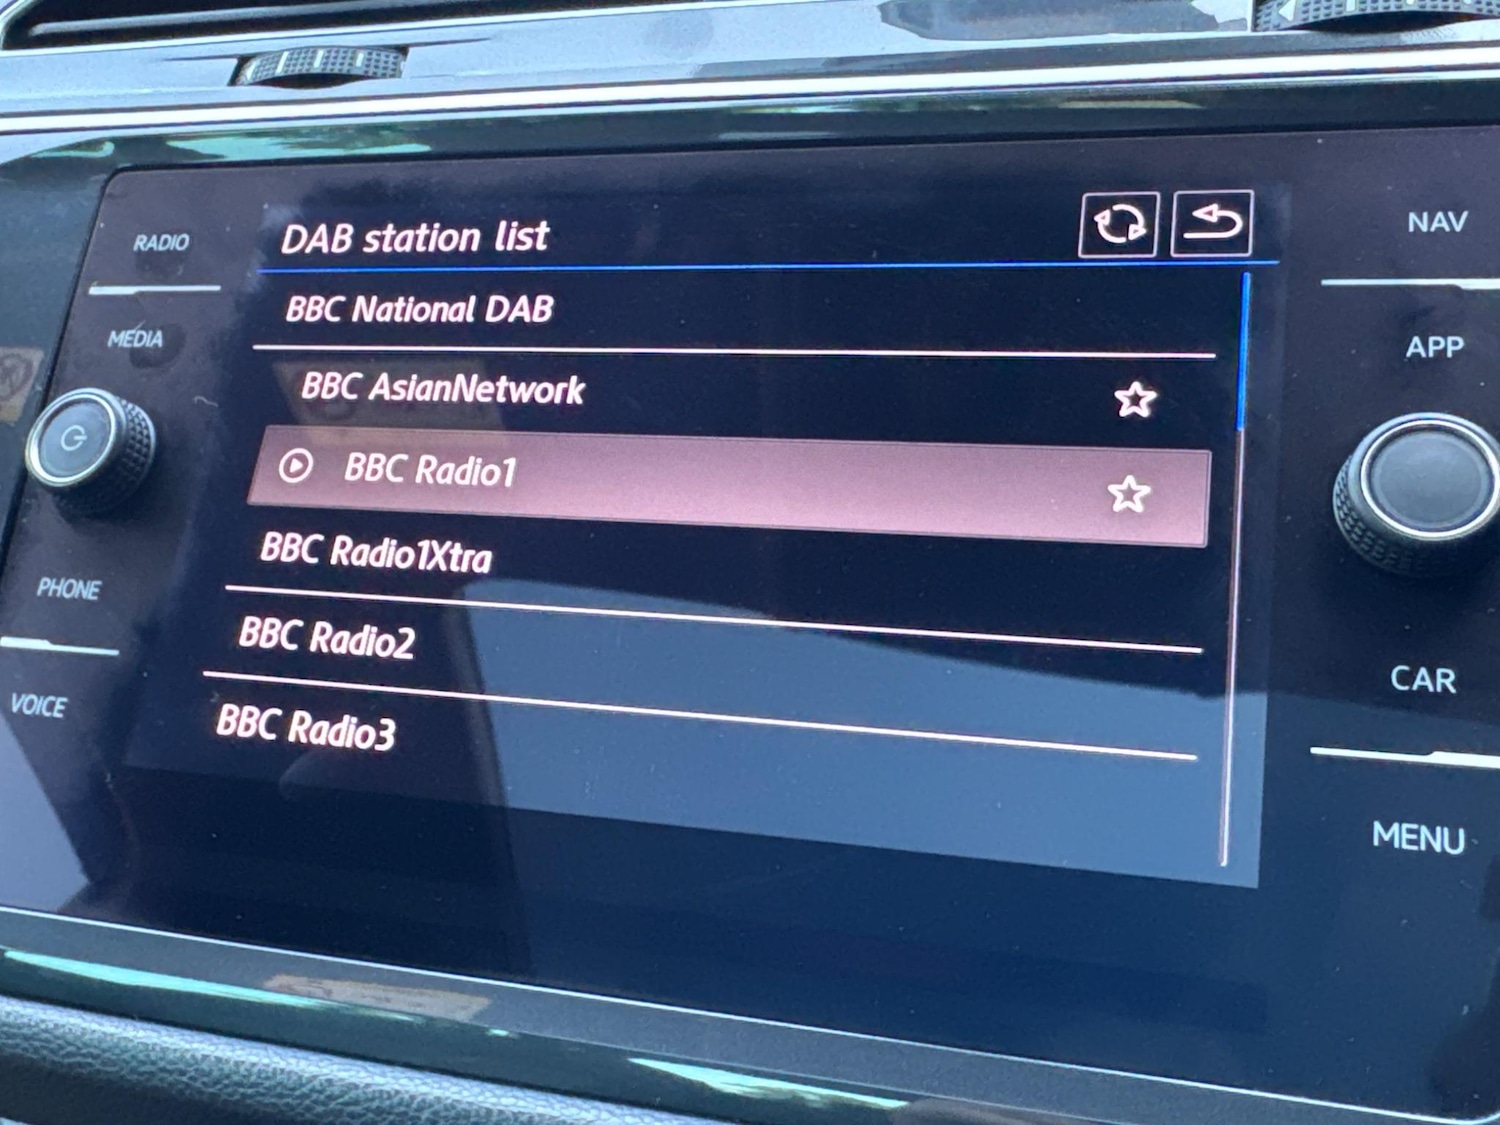 DAB station list
BBC National DAB
BBC AsianNetwork
BBC Radio1
BBC Radio1Xtra
BBC Radio2
BBC Radio3
RADIO
MEDIA
PHONE
VOICE
NAV
APP
CAR
MENU